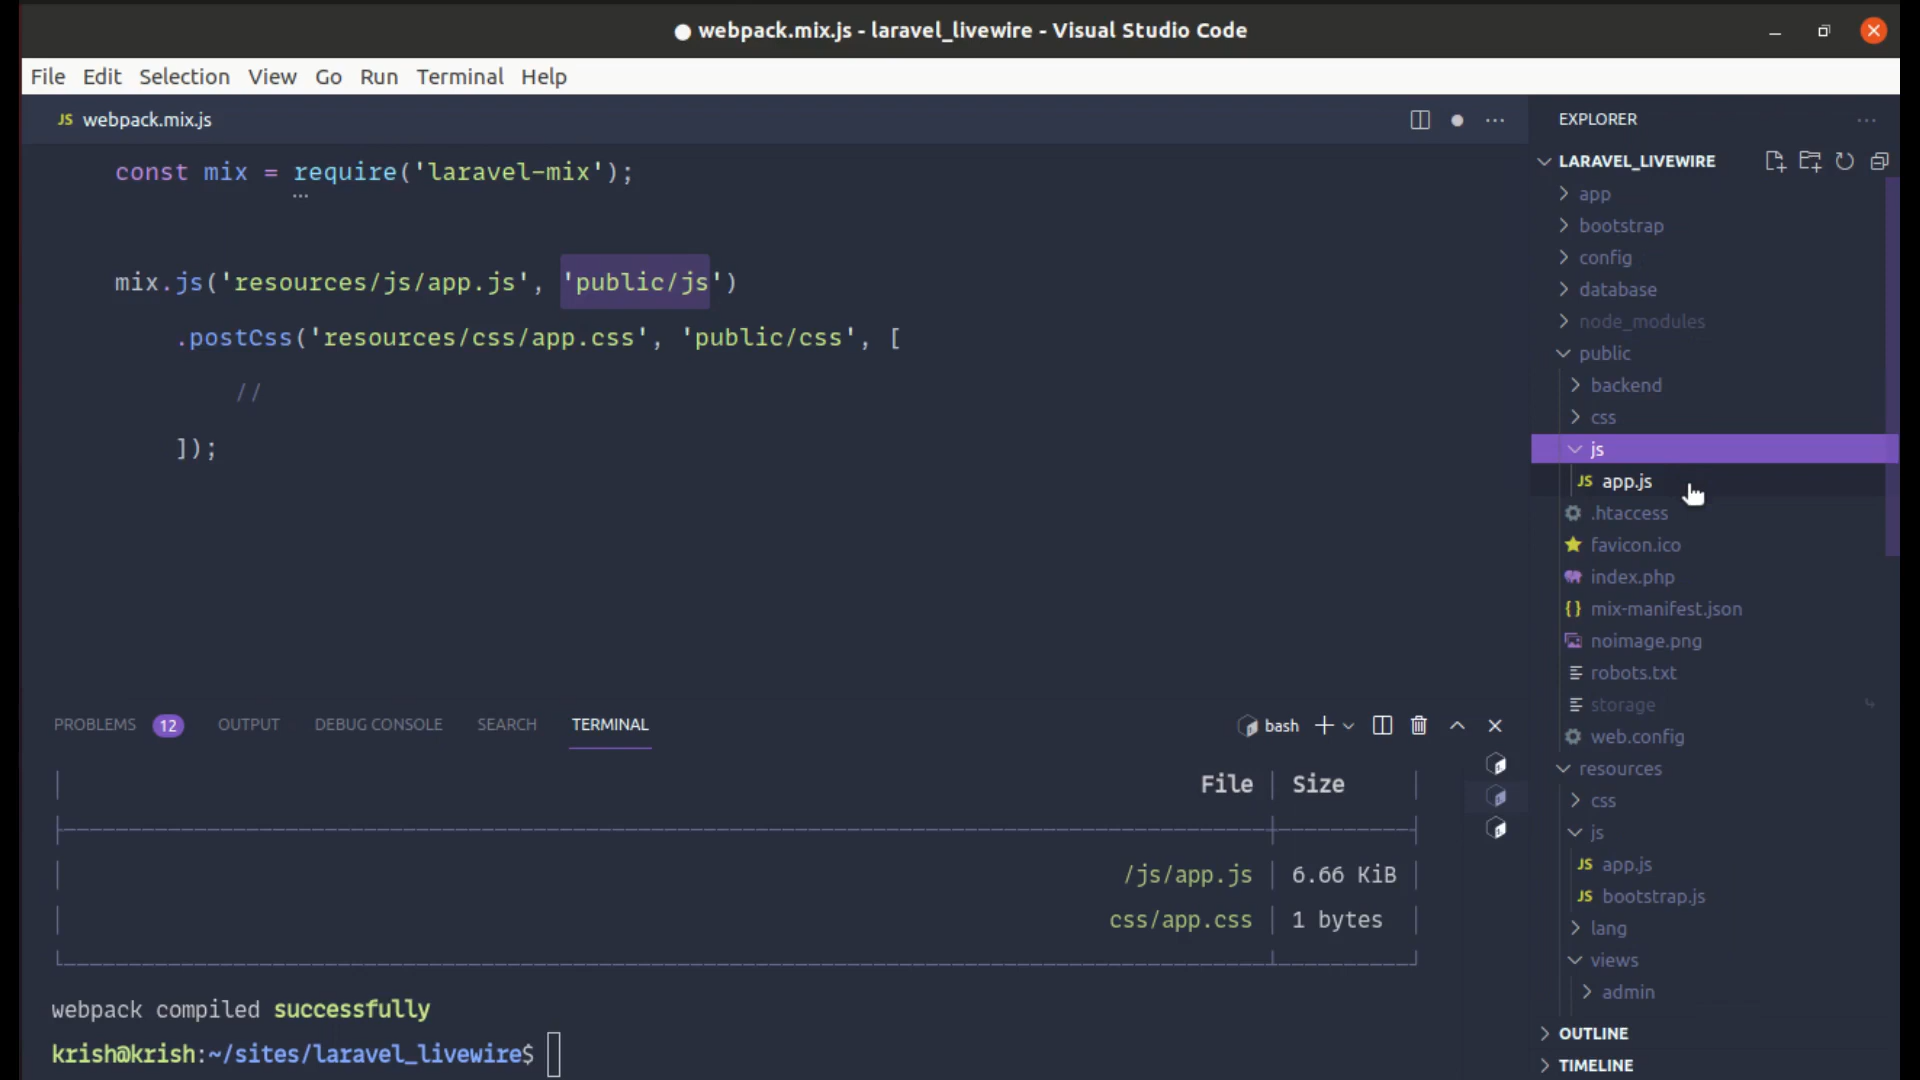 webpack.mix.js - laravel_livewire - Visual Studio Code
File Edit Selection View Go Run Terminal Help
JS webpack.mix.js
const mix = require('laravel-mix');
mix.js('resources/js/app.js', 'public/js')
.postCss('resources/css/app.css', 'public/css', [
//
]);
PROBLEMS 12 OUTPUT DEBUG CONSOLE SEARCH TERMINAL
bash
File Size
/js/app.js 6.66 KiB
css/app.css 1 bytes
webpack compiled successfully
krish@krish:~/sites/laravel_livewire$
EXPLORER
LARAVEL_LIVEWIRE
app
bootstrap
config
database
node_modules
public
backend
css
js
JS app.js
.htaccess
favicon.ico
index.php
{} mix-manifest.json
noimage.png
robots.txt
storage
web.config
resources
css
js
JS app.js
JS bootstrap.js
lang
views
admin
OUTLINE
TIMELINE